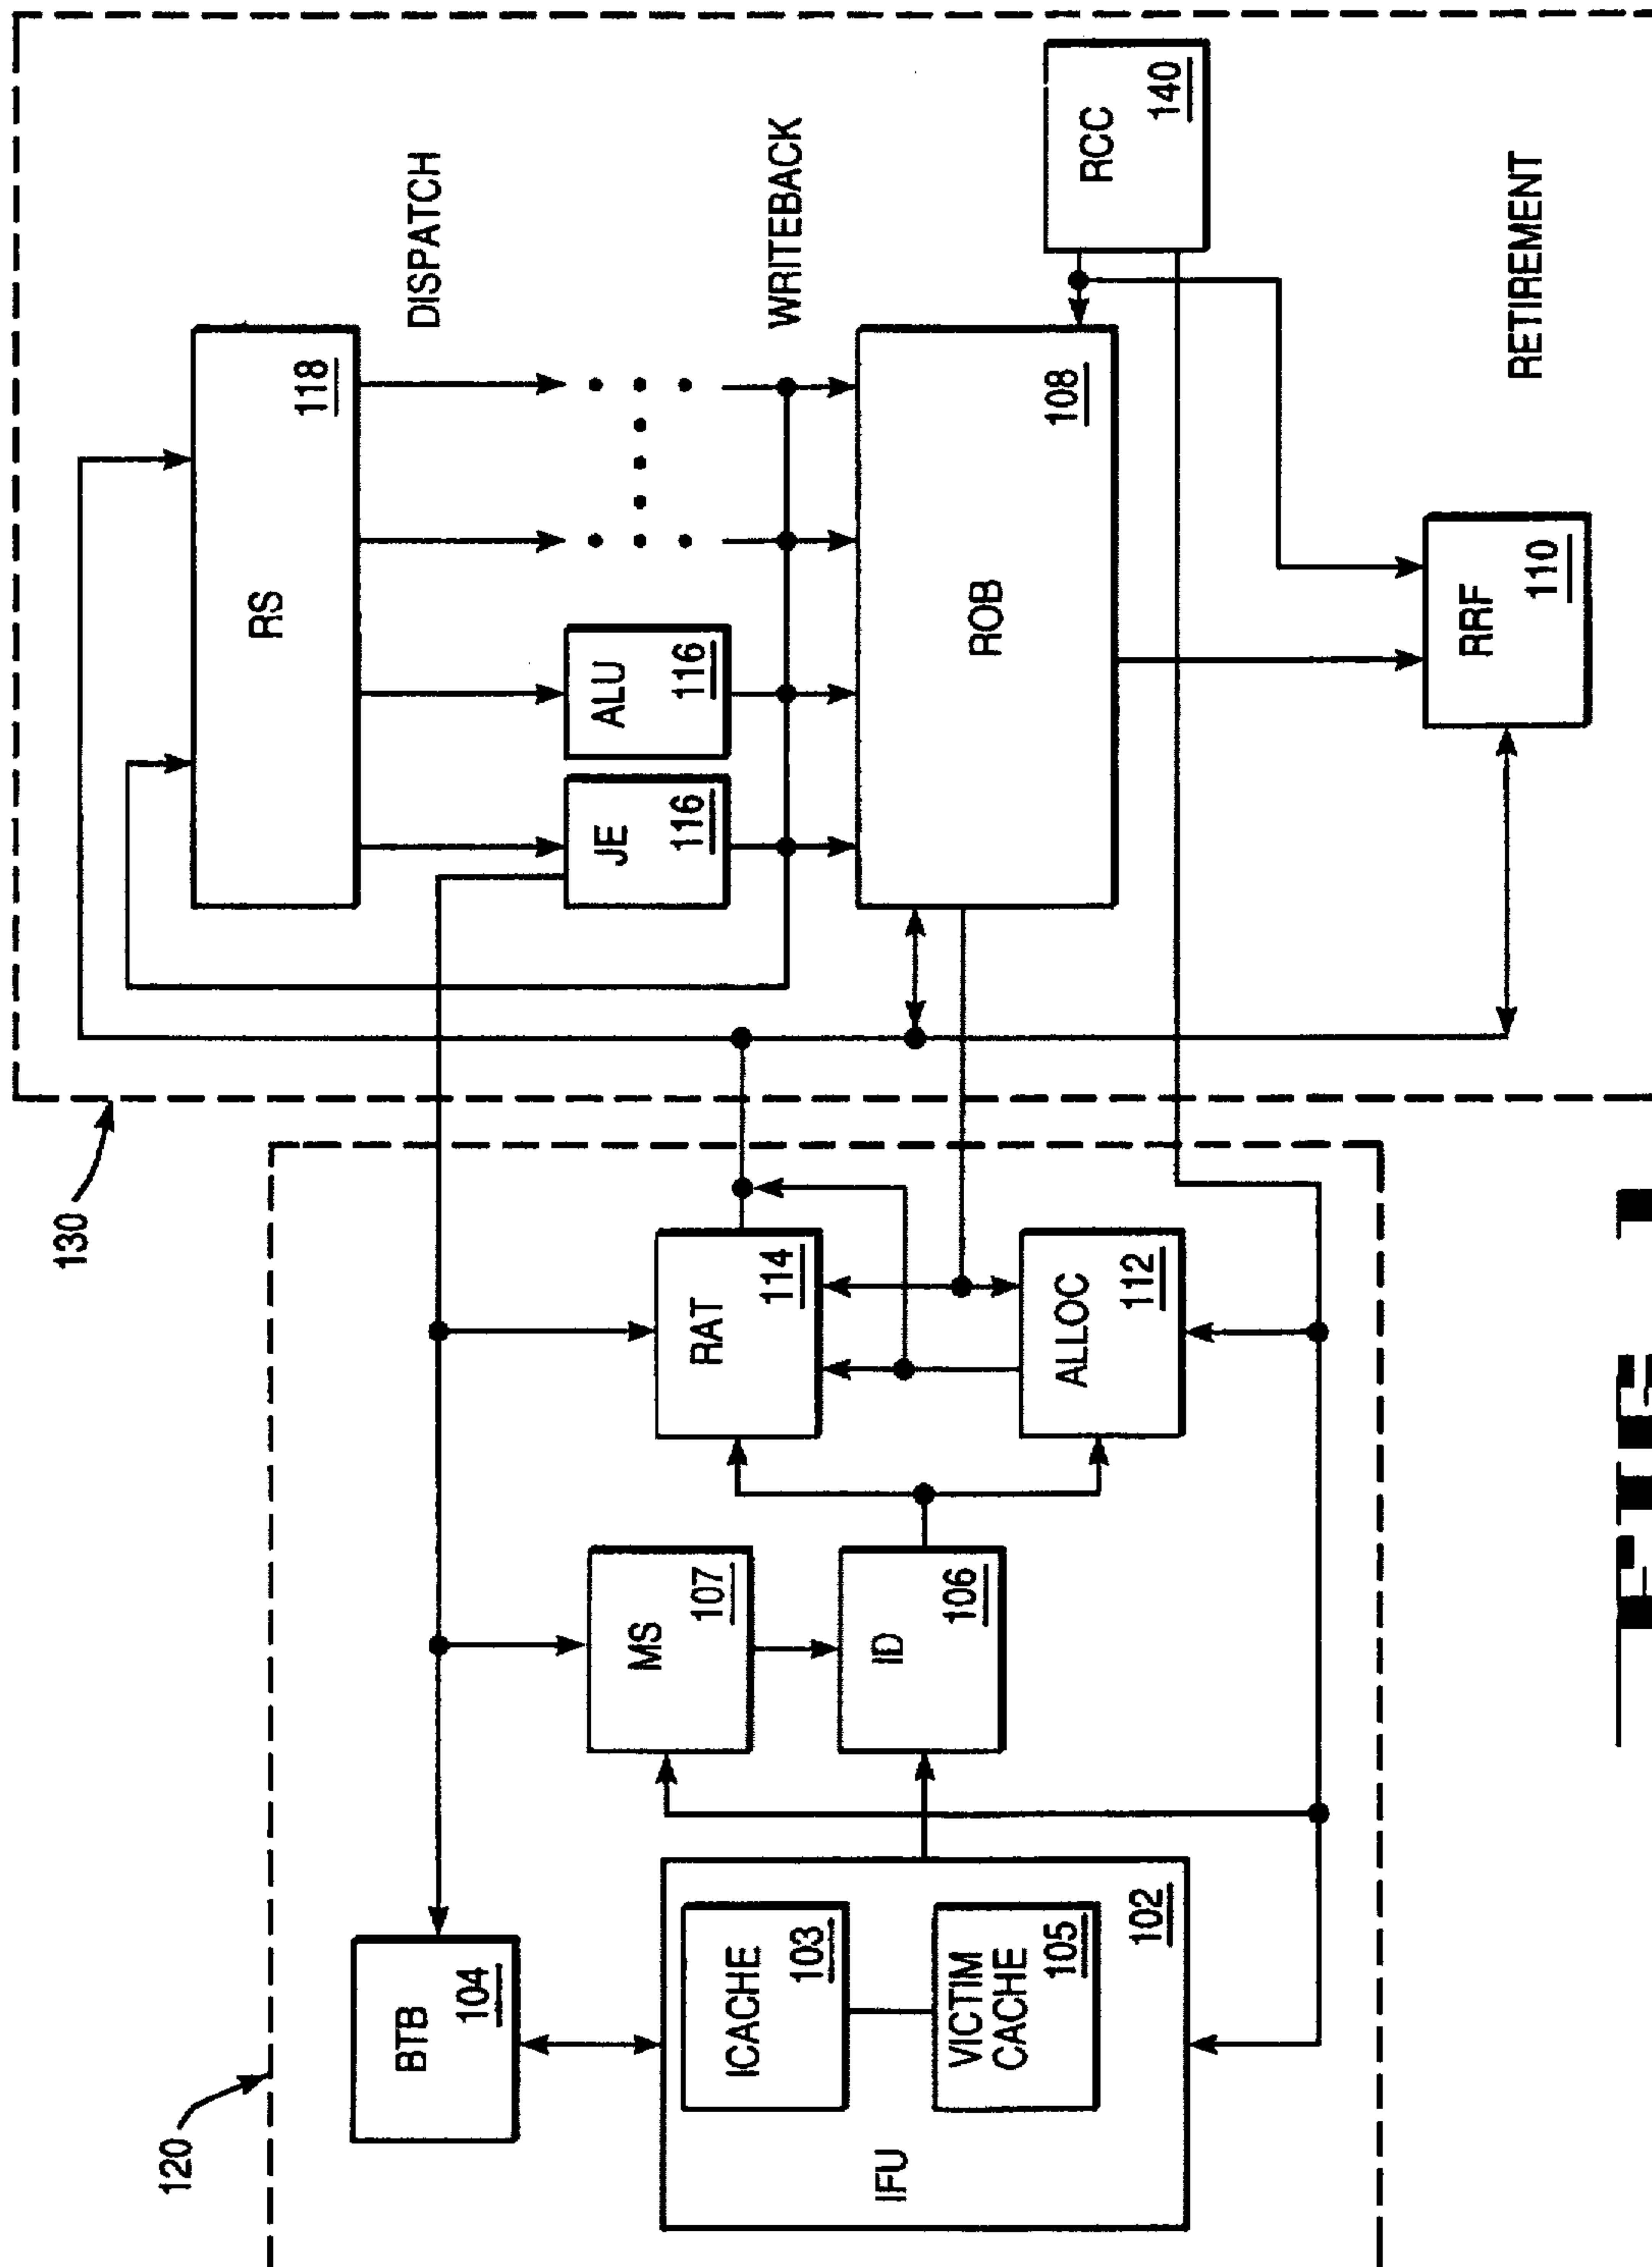 130
120
BTB
104
IFU
ICACHE
103
VICTIM
CACHE
105
102
MS
107
ID
106
RAT
114
ALLOC
112
RS
118
DISPATCH
JE
116
ALU
116
WRITEBACK
ROB
108
RCC
140
RRF
110
RETIREMENT